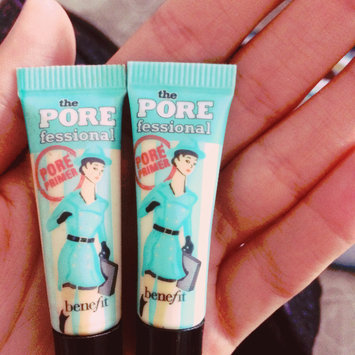 the
PORE
fessional
PORE
PRIMER
benefit
the
PORE
fessional
PORE
PRIMER
benefit